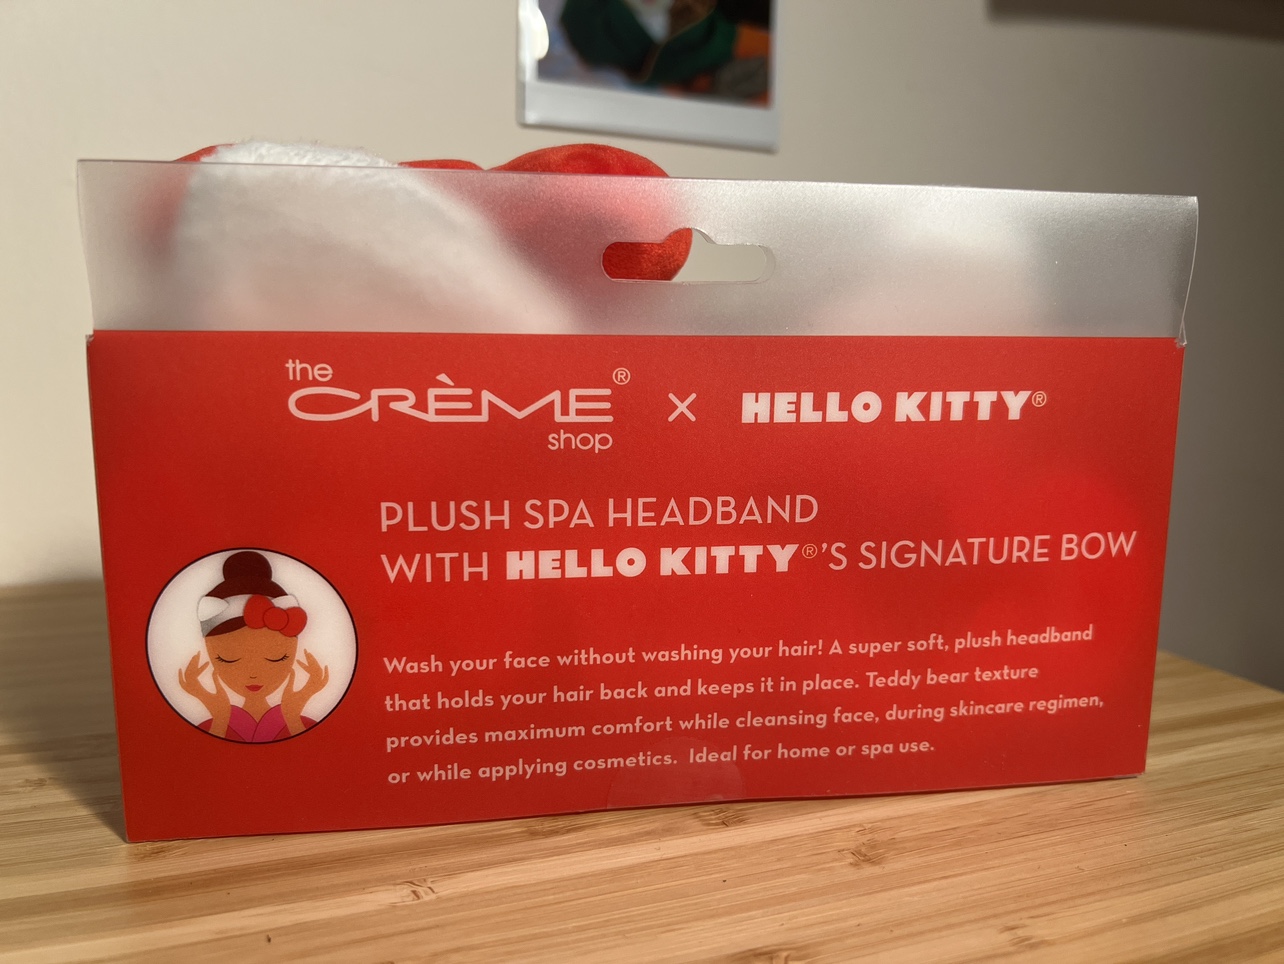 the CRÈME® shop × HELLO KITTY®
PLUSH SPA HEADBAND
WITH HELLO KITTY®'S SIGNATURE BOW
Wash your face without washing your hair! A super soft, plush headband
that holds your hair back and keeps it in place. Teddy bear texture
provides maximum comfort while cleansing face, during skincare regimen,
or while applying cosmetics. Ideal for home or spa use.